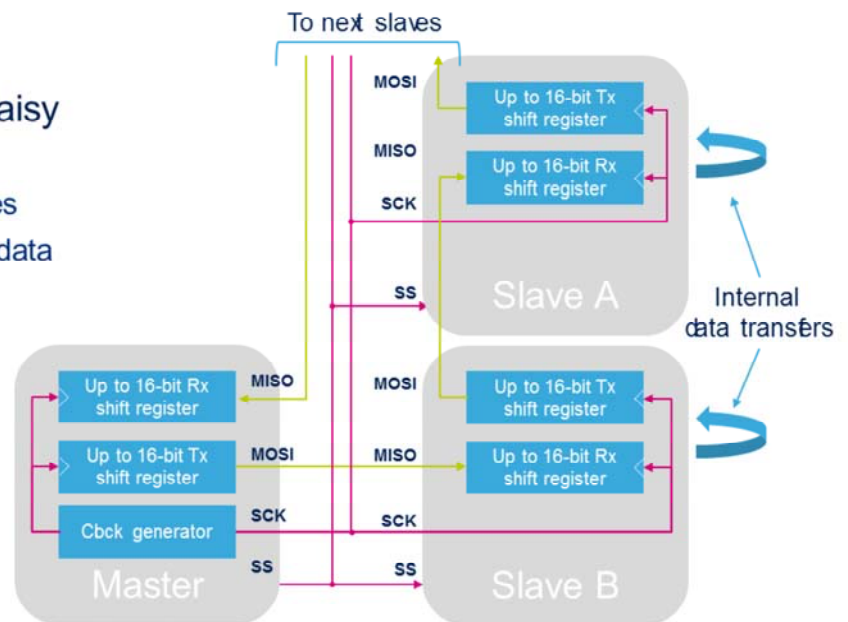 To next slaves
aisy
es
data
MOSI
Up to 16-bit Tx
shift register
MISO
Up to 16-bit Rx
shift register
SCK
SS
Slave A
Internal
data transfers
Up to 16-bit Rx
shift register
MISO
MOSI
Up to 16-bit Tx
shift register
Up to 16-bit Tx
shift register
MOSI
MISO
Up to 16-bit Rx
shift register
Clock generator
SCK
SCK
SS
SS
Master
Slave B